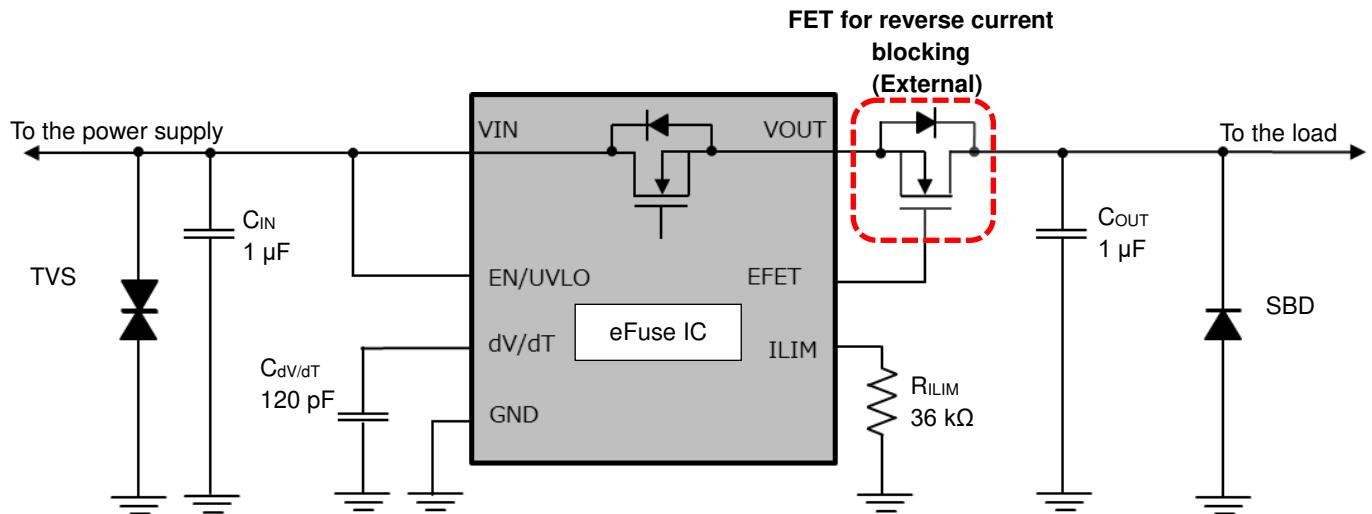 FET for reverse current
blocking
(External)
To the power supply
VIN
VOUT
To the load
CIN
1 µF
COUT
1 µF
TVS
EN/UVLO
EFET
SBD
eFuse IC
dV/dT
ILIM
CdV/dT
120 pF
RILIM
36 kΩ
GND